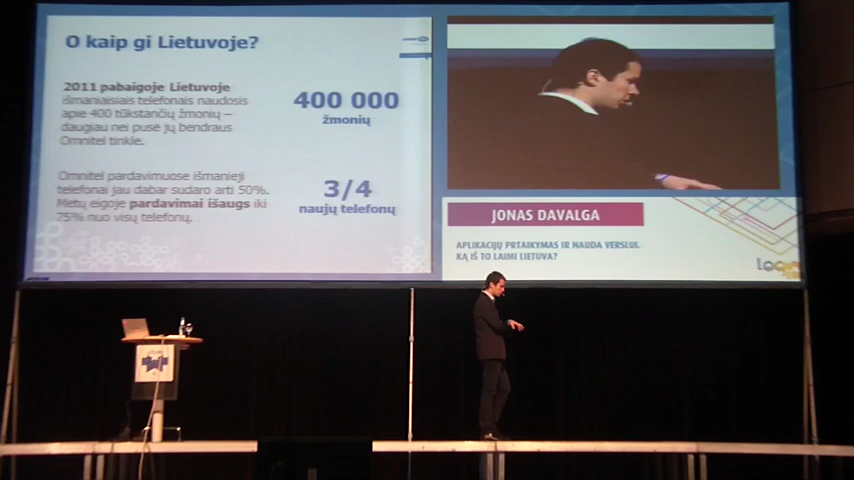 O kaip gi Lietuvoje?
2011 pabaigoje Lietuvoje
išmaniaisiais telefonais naudosis
apie 400 tūkstančių žmonių –
daugiau nei pusė jų bendraus
Omnitel tinkle.
400 000
žmonių
Omnitel pardavimuose išmanieji
telefonai jau dabar sudaro arti 50%.
Metų eigoje pardavimai išaugs iki
75% nuo visų telefonų.
3/4
naujų telefonų
JONAS DAVALGA
APLIKACIJŲ PRTAIKYMAS IR NAUDA VERSLUI.
KĄ IŠ TO LAIMI LIETUVA?